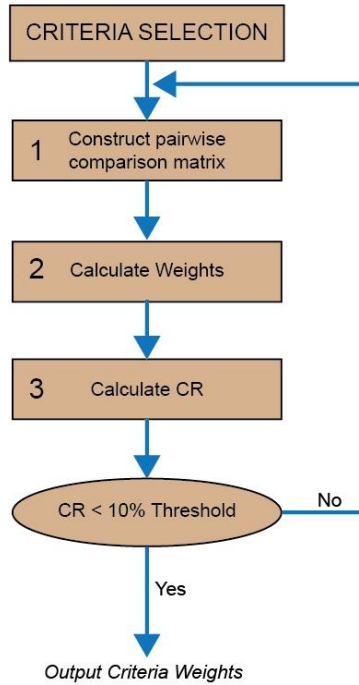 CRITERIA SELECTION
1
Construct pairwise
comparison matrix
2
Calculate Weights
3
Calculate CR
CR < 10% Threshold
No
Yes
Output Criteria Weights